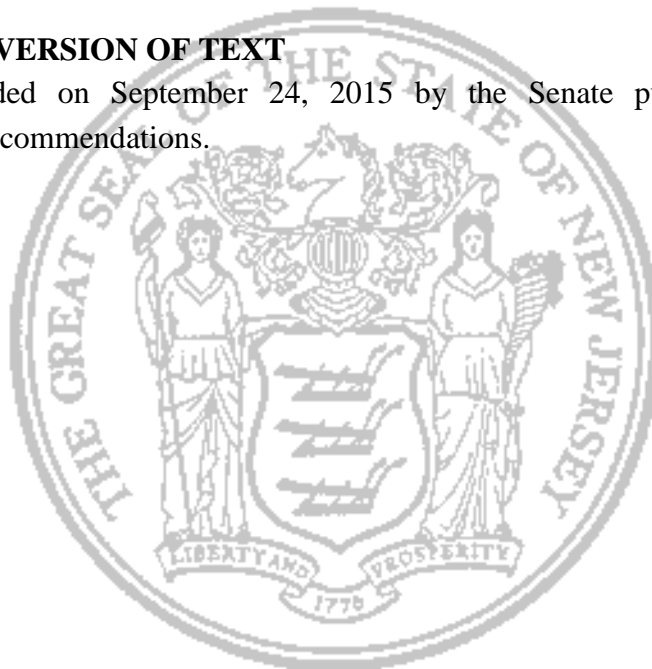 VERSION OF TEXT
ded on September 24, 2015 by the Senate pu
commendations.
THE GREAT SEAL OF THE STATE OF NEW JERSEY
LIBERTY AND PROSPERITY
1776